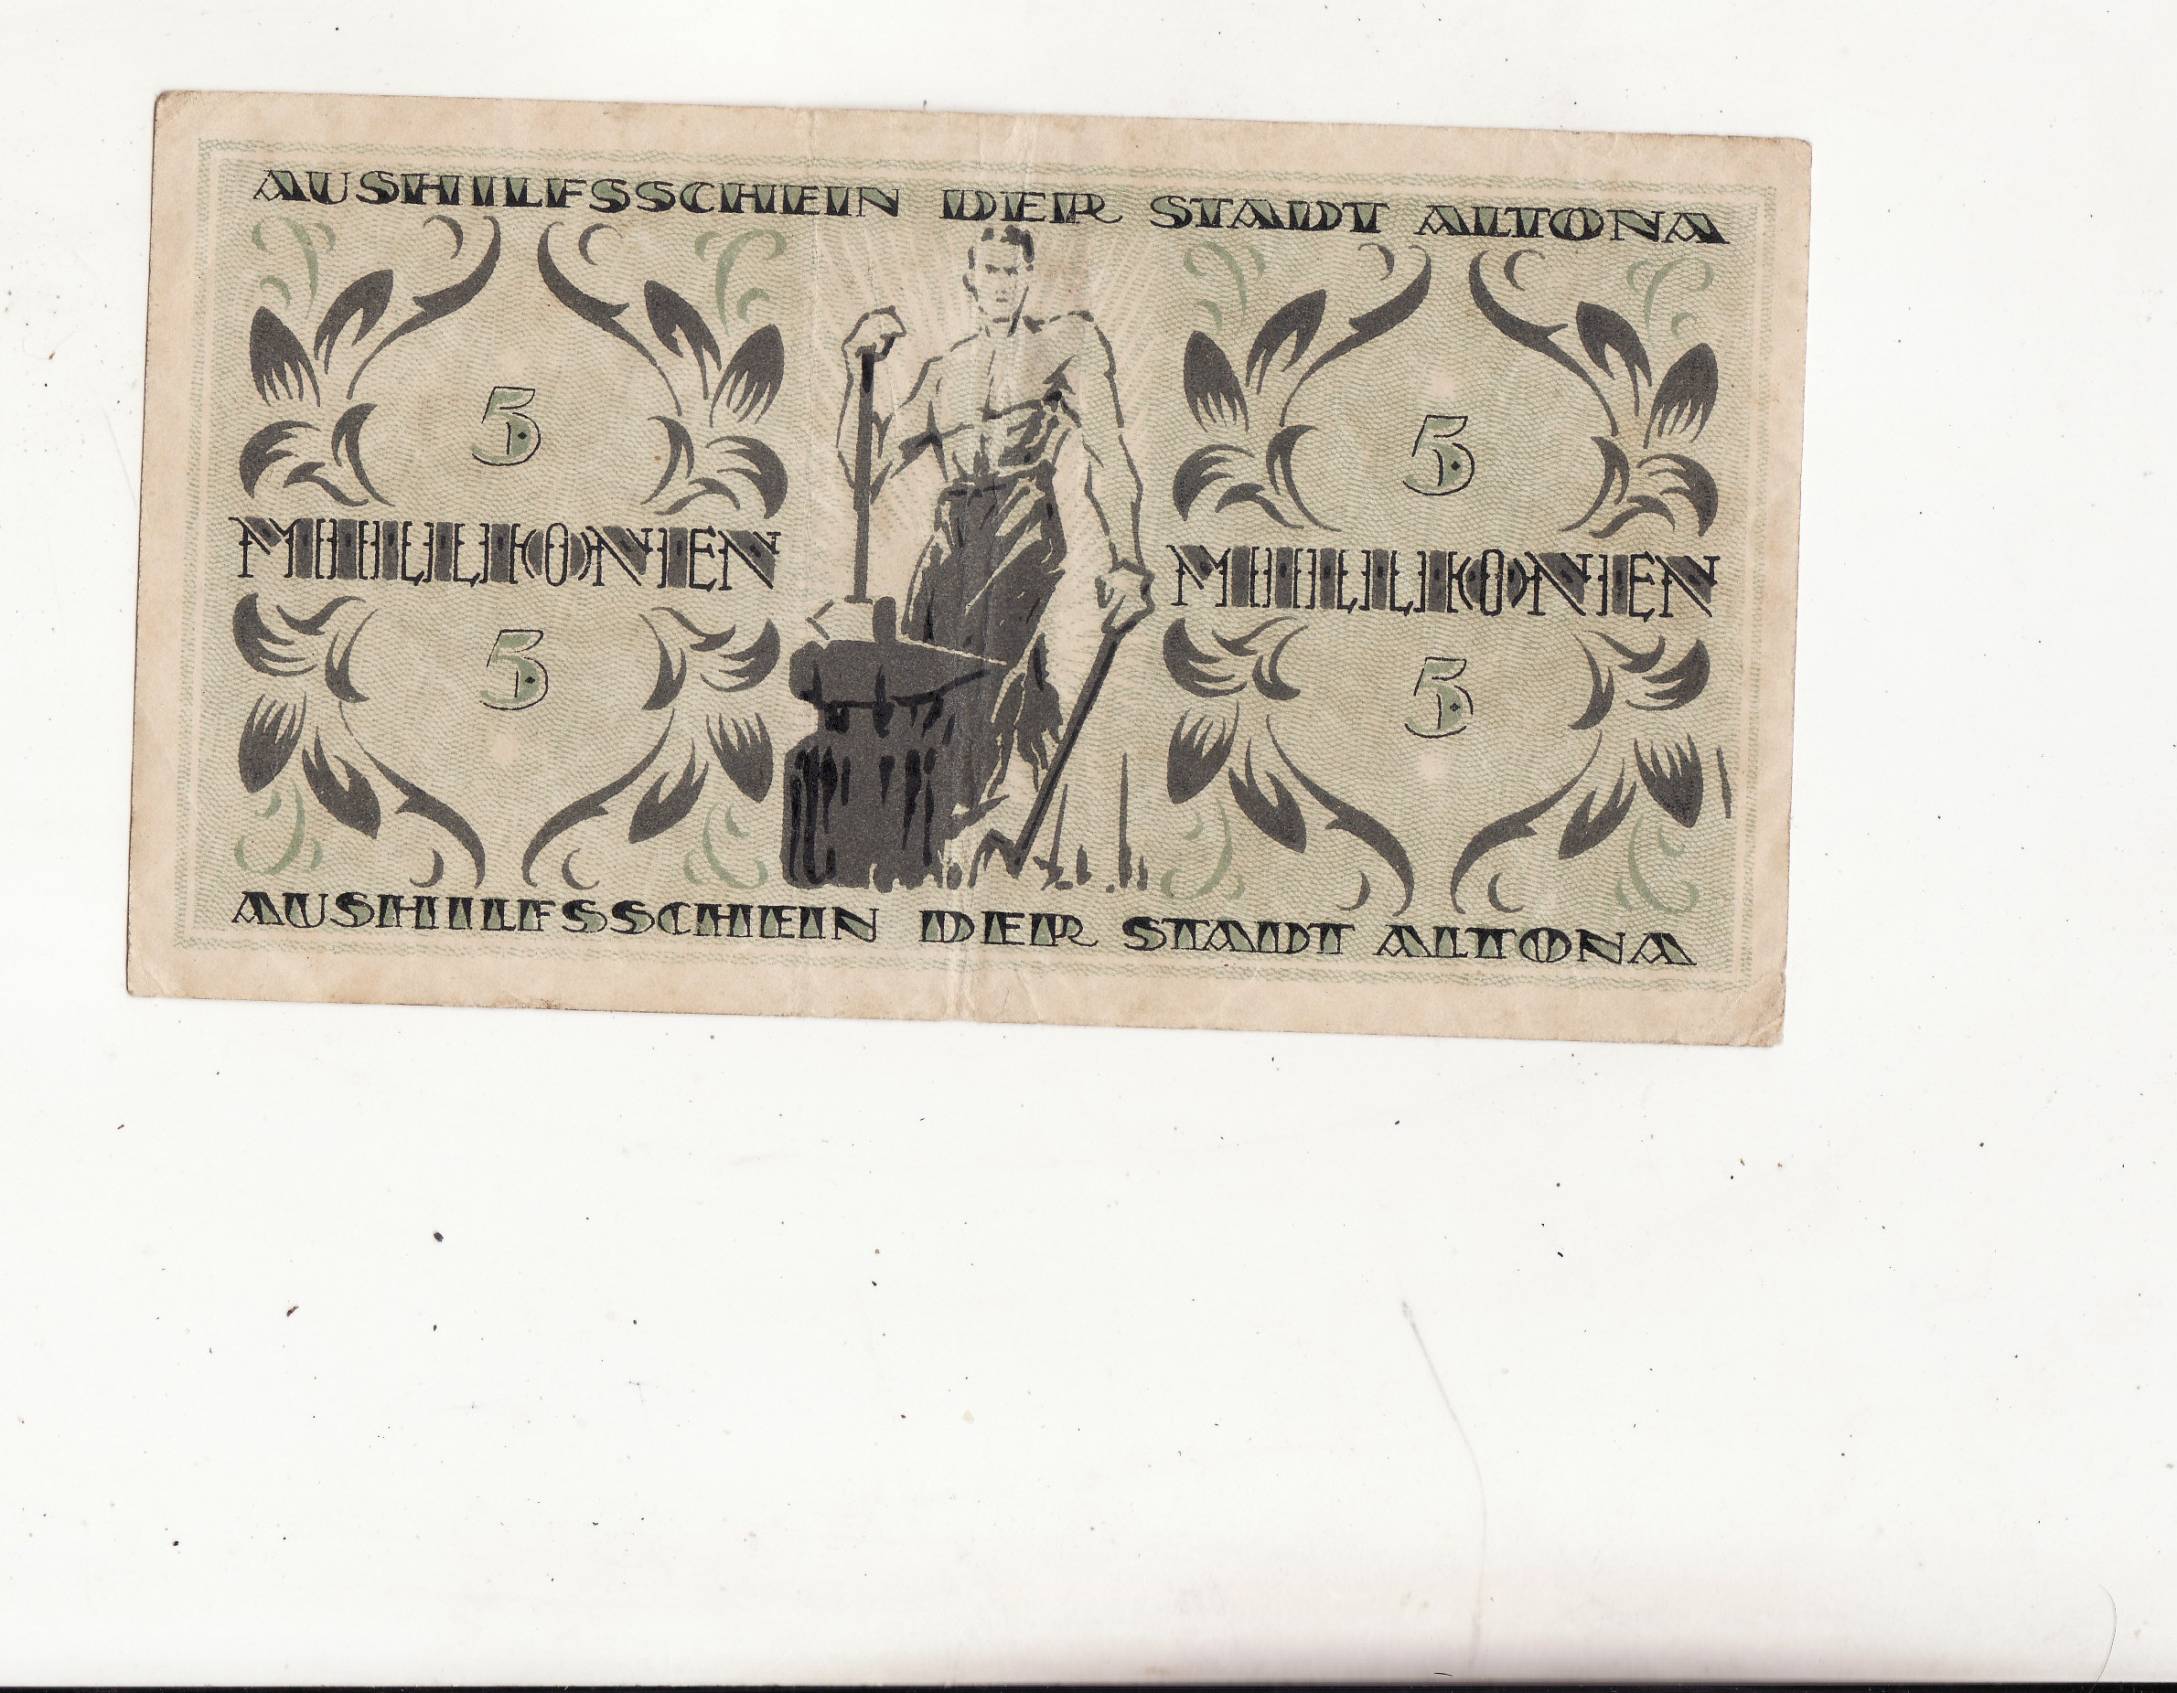 AUSHILFSSCHEIN DER STADT ALTONA
5 5
MILLIONEN MILLIONEN
5 5
AUSHILFSSCHEIN DER STADT ALTONA